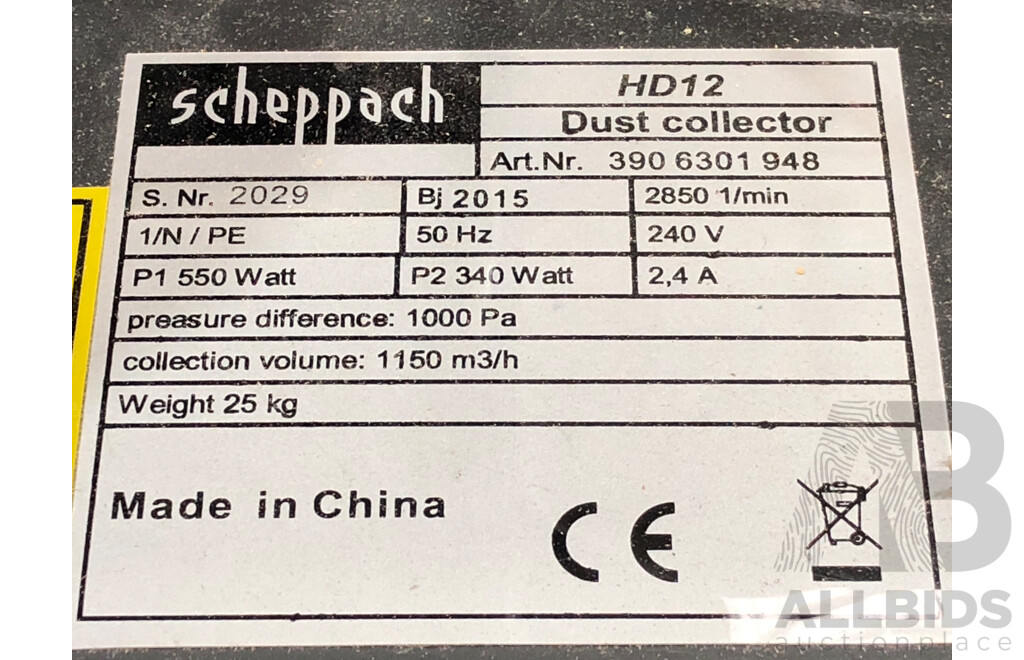 scheppach
HD12
Dust collector
Art.Nr. 390 6301 948
S. Nr. 2029 Bj 2015 2850 1/min
1/N / PE 50 Hz 240 V
P1 550 Watt P2 340 Watt 2,4 A
preasure difference: 1000 Pa
collection volume: 1150 m3/h
Weight 25 kg
Made in China
CE
AB
ALLBIDS
auctionplace